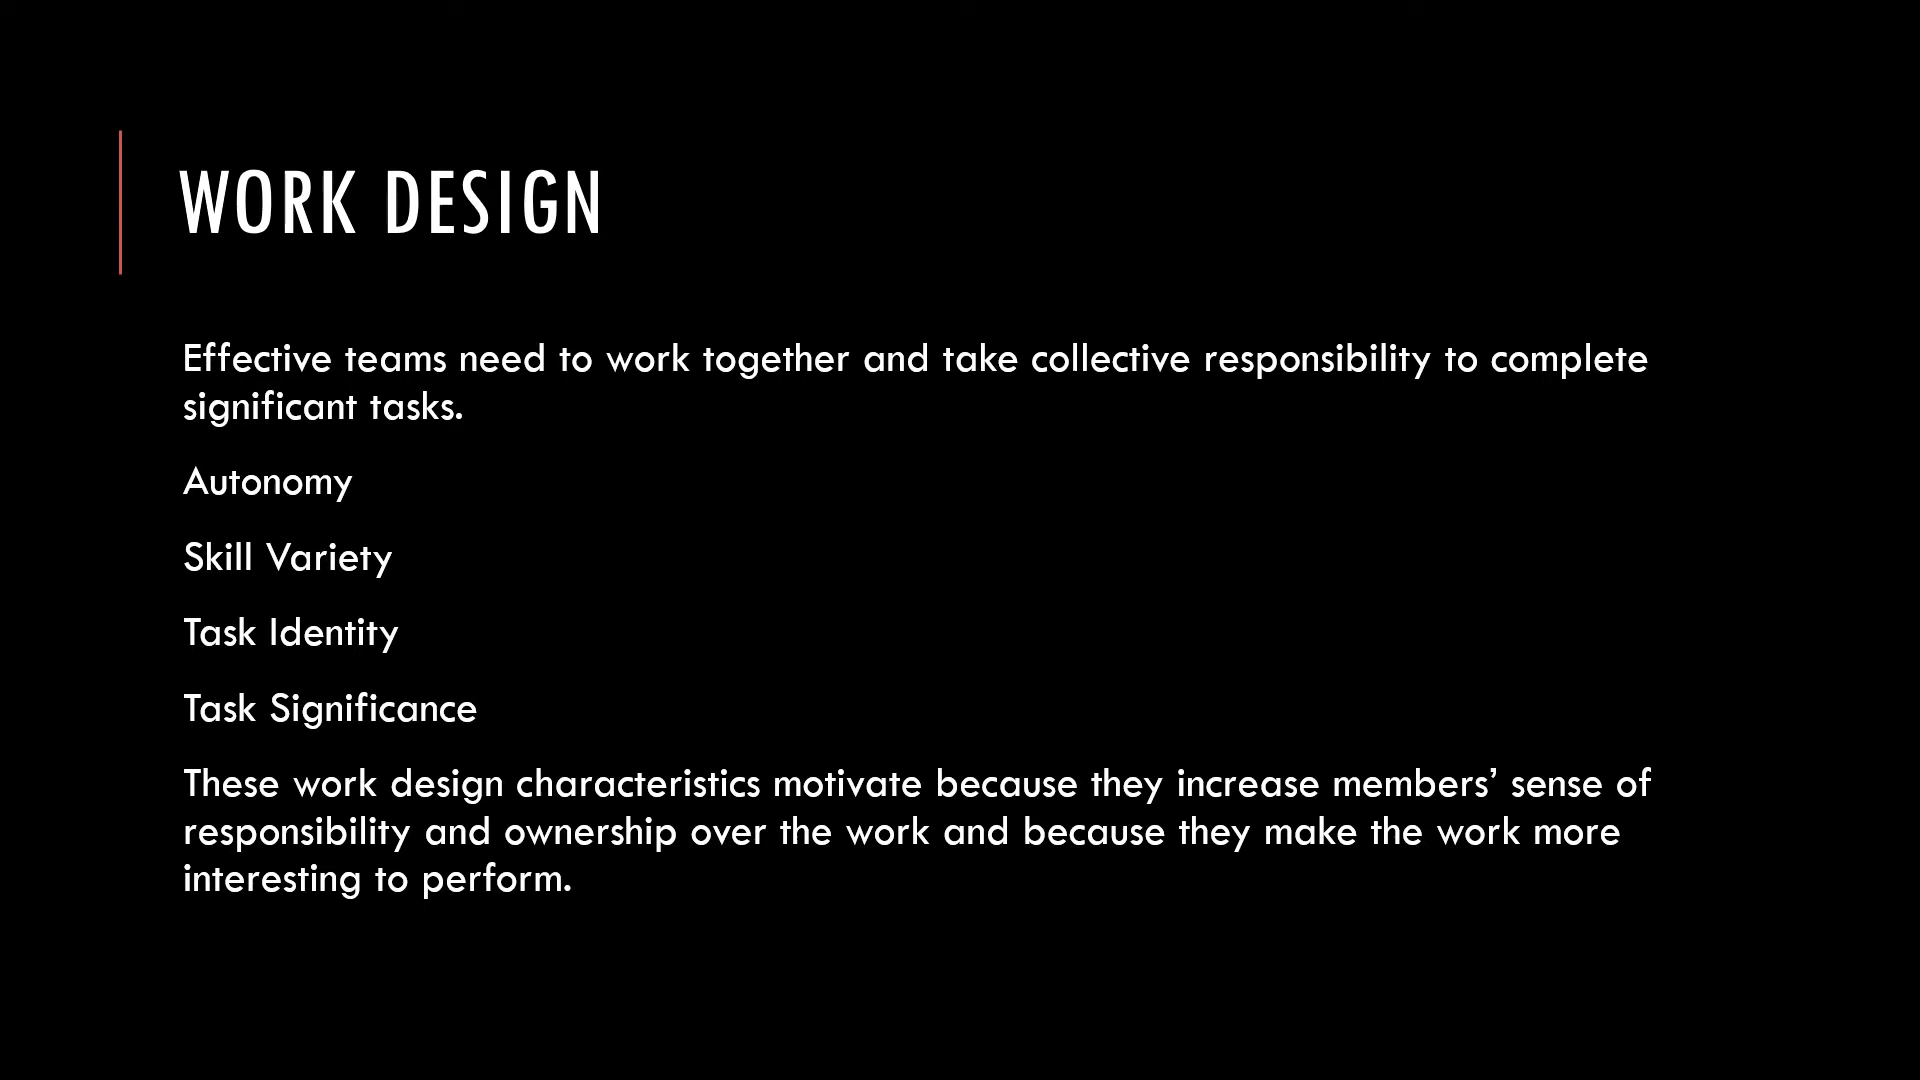 WORK DESIGN
Effective teams need to work together and take collective responsibility to complete
significant tasks.
Autonomy
Skill Variety
Task Identity
Task Significance
These work design characteristics motivate because they increase members’ sense of
responsibility and ownership over the work and because they make the work more
interesting to perform.